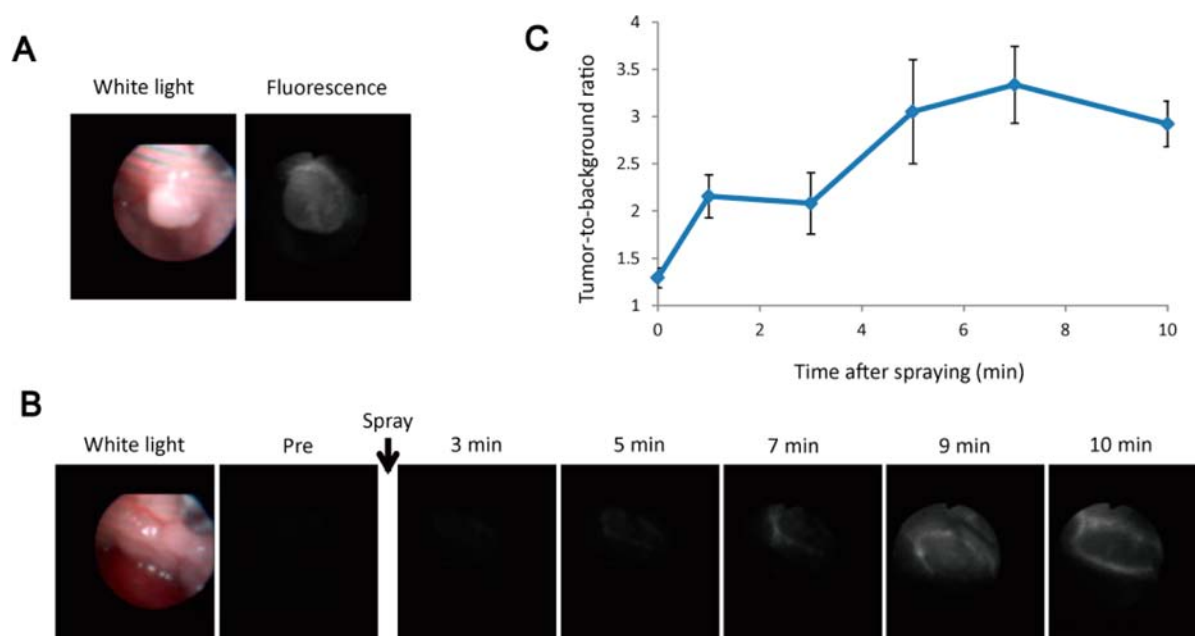 A
White light Fluorescence
C
4
3.5
3
2.5
2
1.5
1
0 2 4 6 8 10
Tumor-to-background ratio
Time after spraying (min)
B
Spray
White light Pre 3 min 5 min 7 min 9 min 10 min